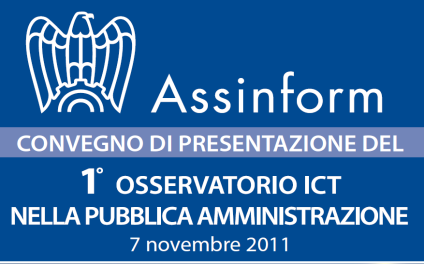 Assinform
CONVEGNO DI PRESENTAZIONE DEL
1° OSSERVATORIO ICT
NELLA PUBBLICA AMMINISTRAZIONE
7 novembre 2011